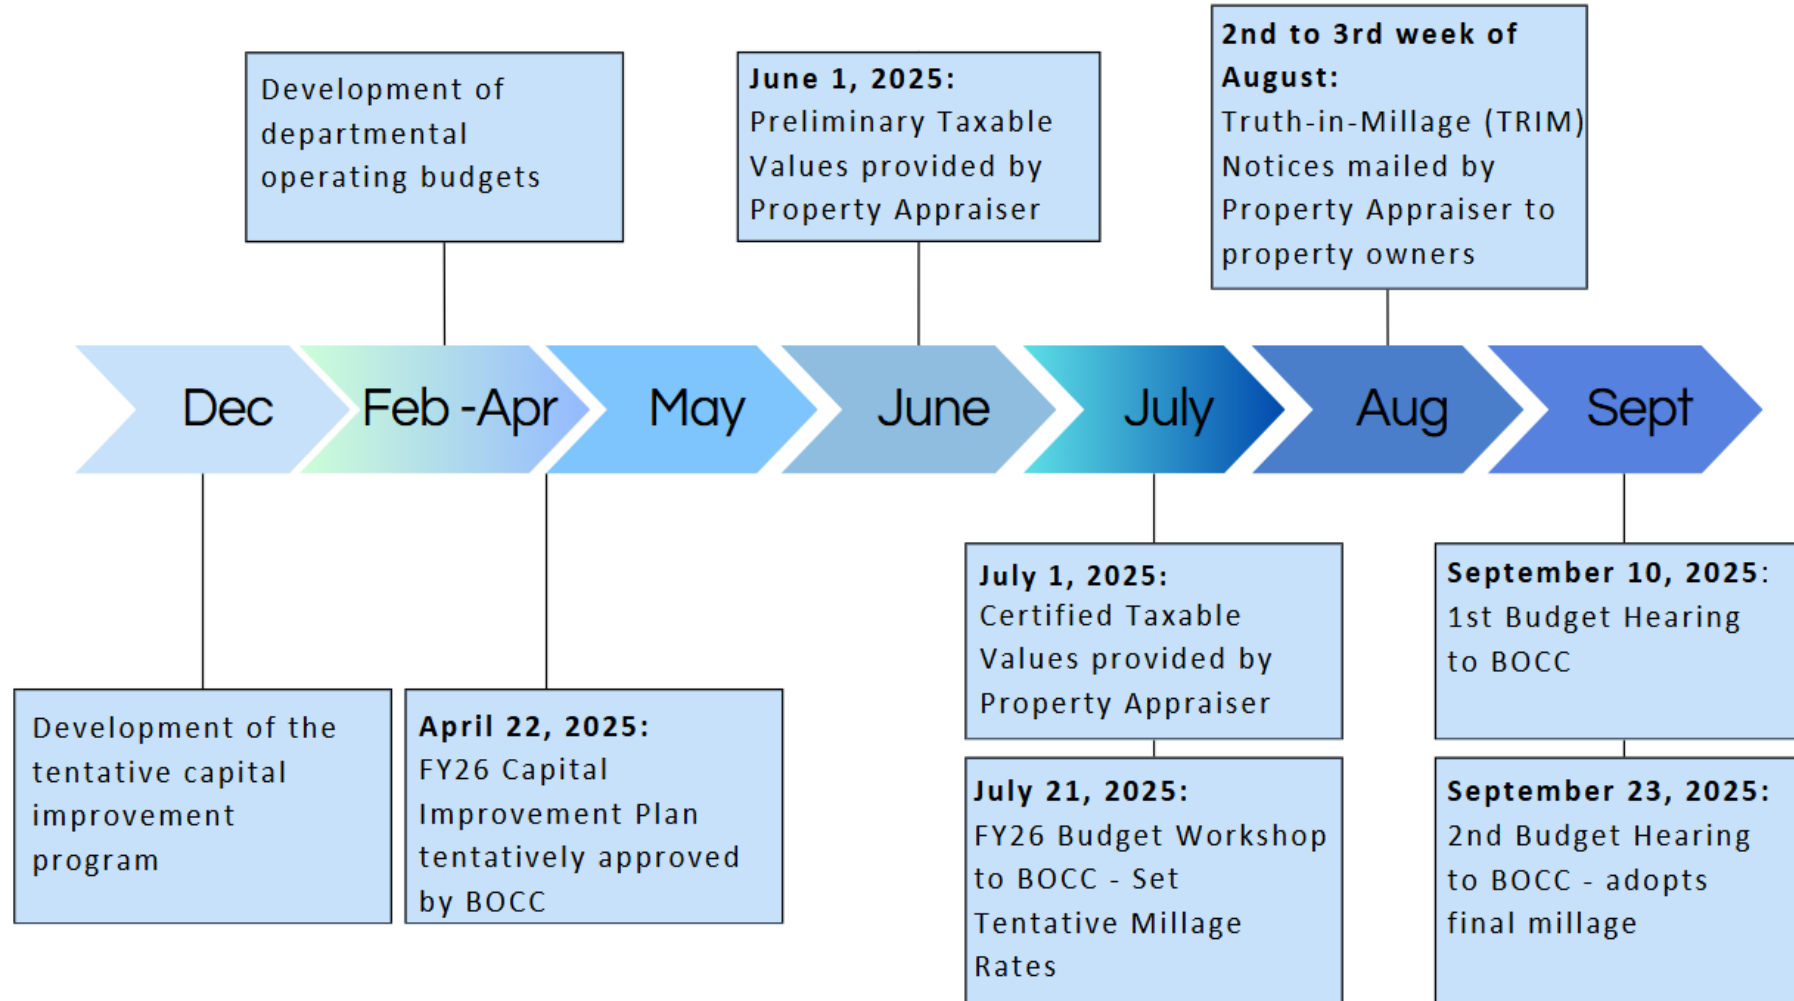 Development of
departmental
operating budgets
June 1, 2025:
Preliminary Taxable
Values provided by
Property Appraiser
2nd to 3rd week of
August:
Truth-in-Millage (TRIM)
Notices mailed by
Property Appraiser to
property owners
Dec
Feb -Apr
May
June
July
Aug
Sept
Development of the
tentative capital
improvement
program
April 22, 2025:
FY26 Capital
Improvement Plan
tentatively approved
by BOCC
July 1, 2025:
Certified Taxable
Values provided by
Property Appraiser
July 21, 2025:
FY26 Budget Workshop
to BOCC - Set
Tentative Millage
Rates
September 10, 2025:
1st Budget Hearing
to BOCC
September 23, 2025:
2nd Budget Hearing
to BOCC - adopts
final millage